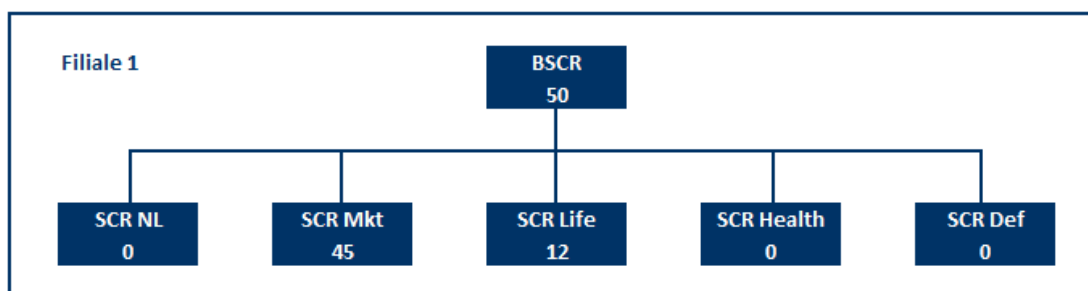 Filiale 1
BSCR
50
SCR NL
0
SCR Mkt
45
SCR Life
12
SCR Health
0
SCR Def
0